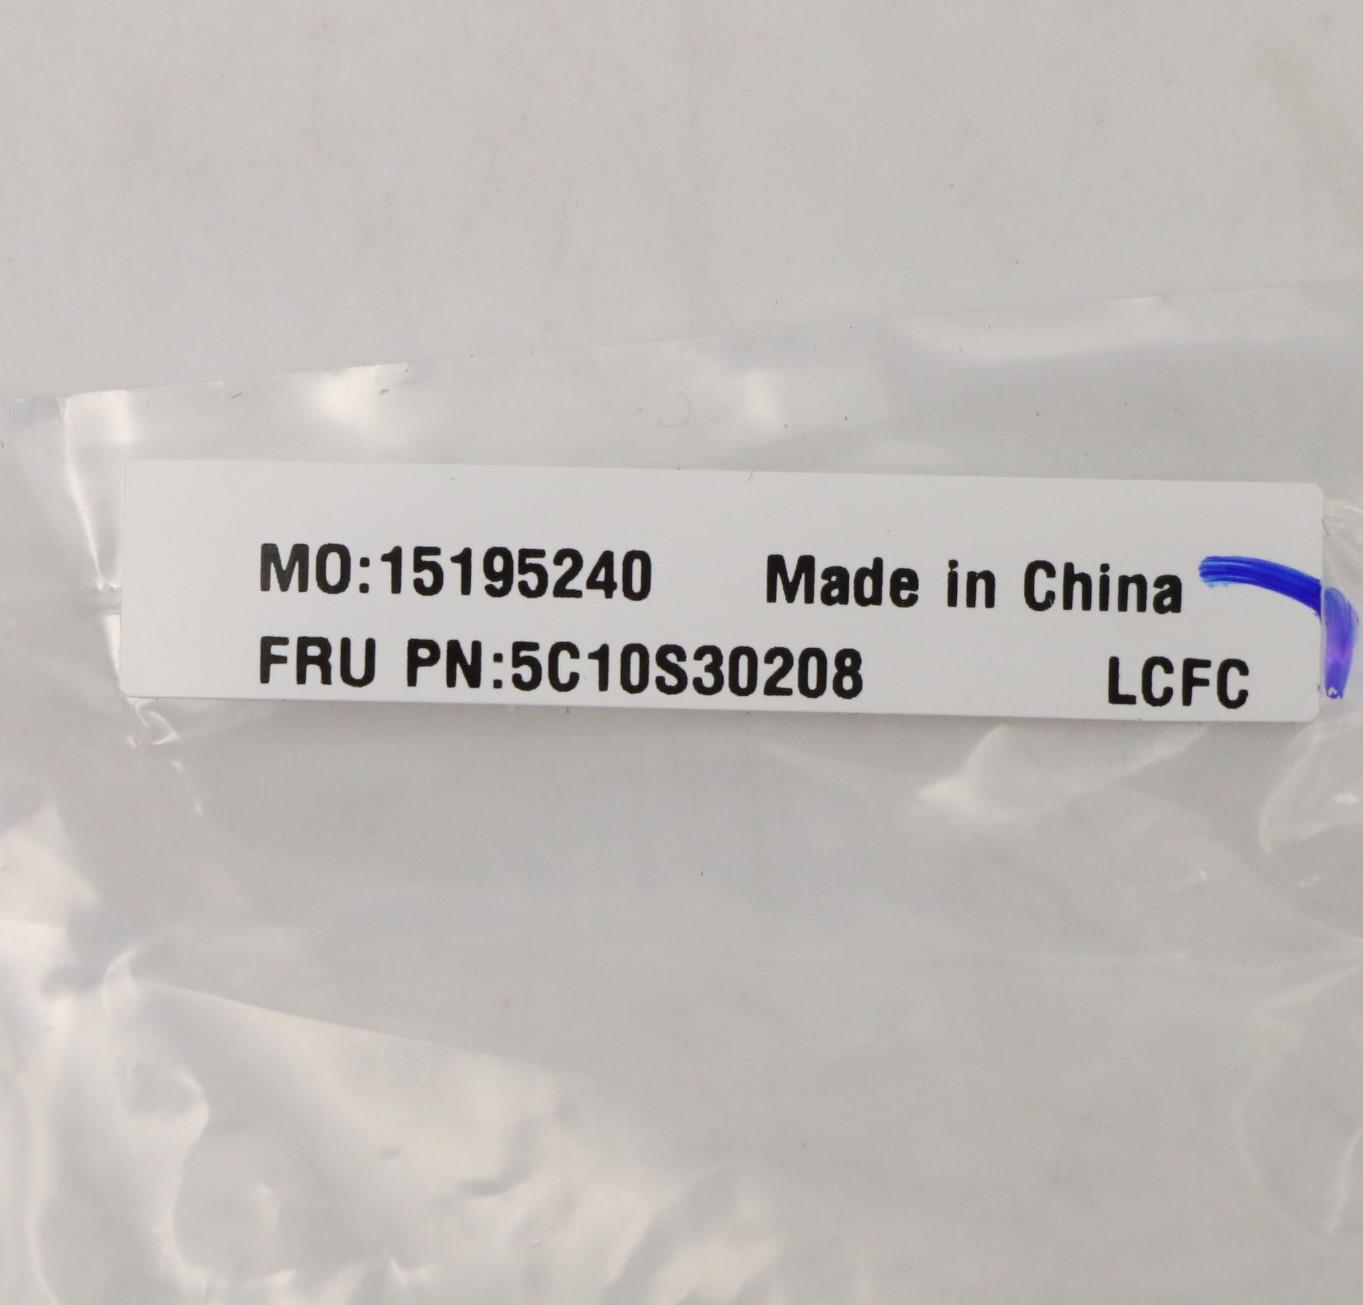 MO:15195240 Made in China
FRU PN:5C10S30208 LCFC